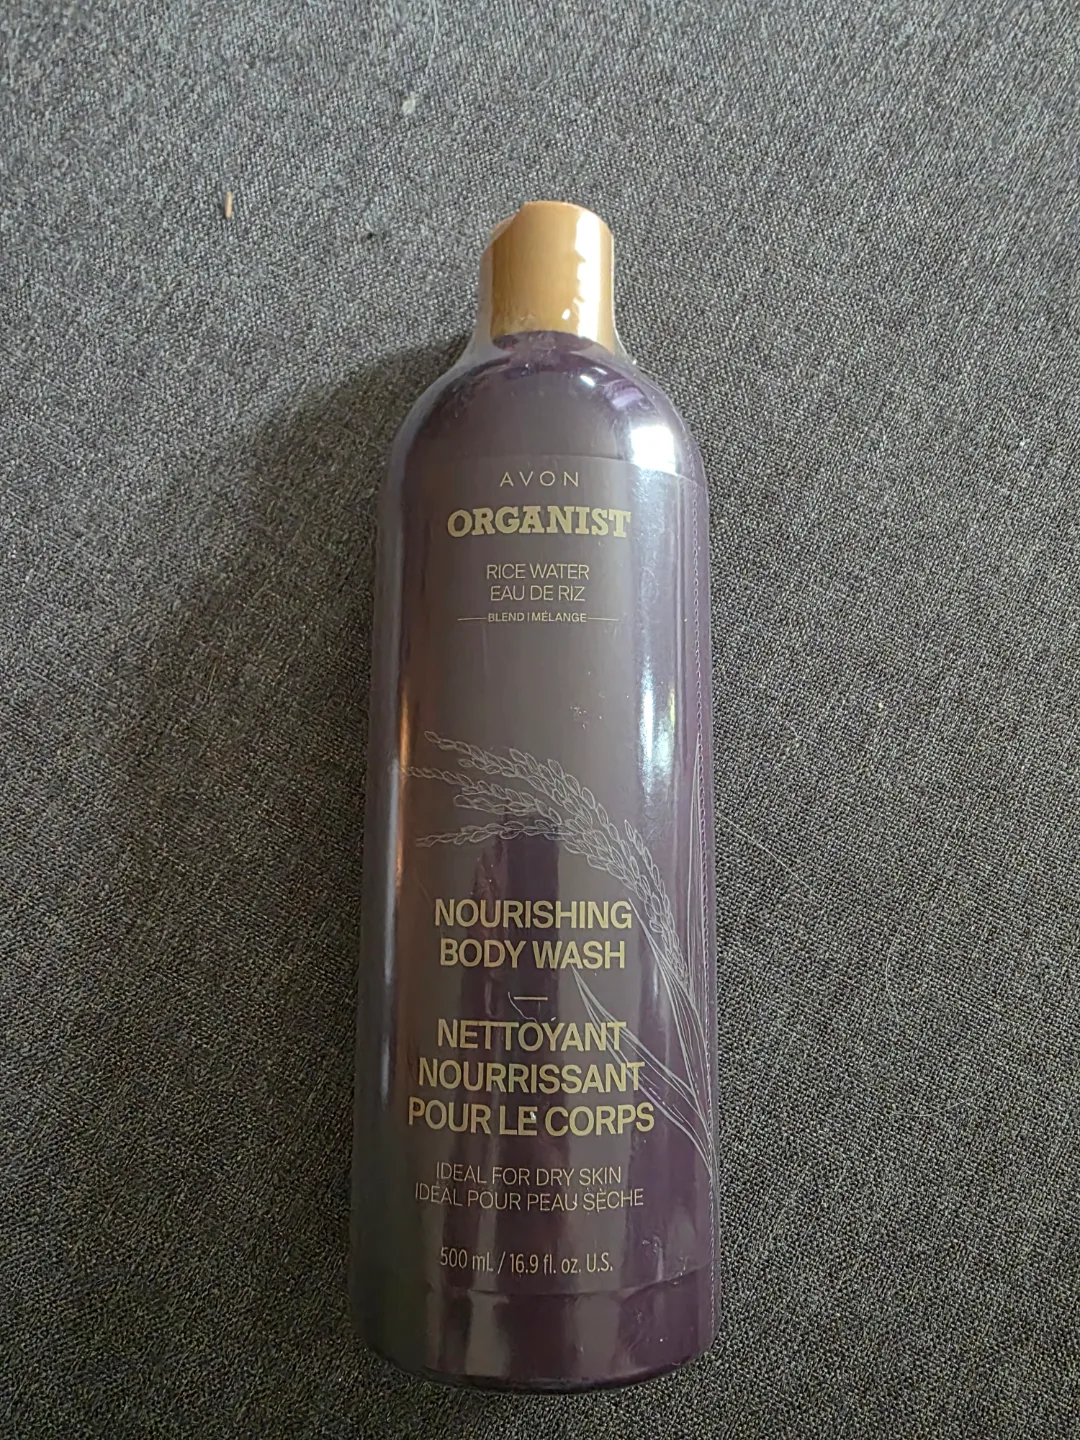 AVON
ORGANIST
RICE WATER
EAU DE RIZ
BLEND | MÉLANGE
NOURISHING
BODY WASH
NETTOYANT
NOURRISSANT
POUR LE CORPS
IDEAL FOR DRY SKIN
IDÉAL POUR PEAU SÈCHE
500 ml / 16.9 fl. oz. U.S.